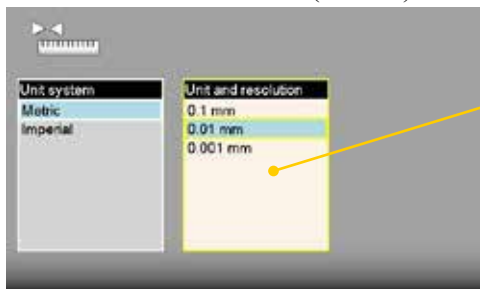 Unit system
Metric
Imperial
Unit and resolution
0.1 mm
0.01 mm
0.001 mm